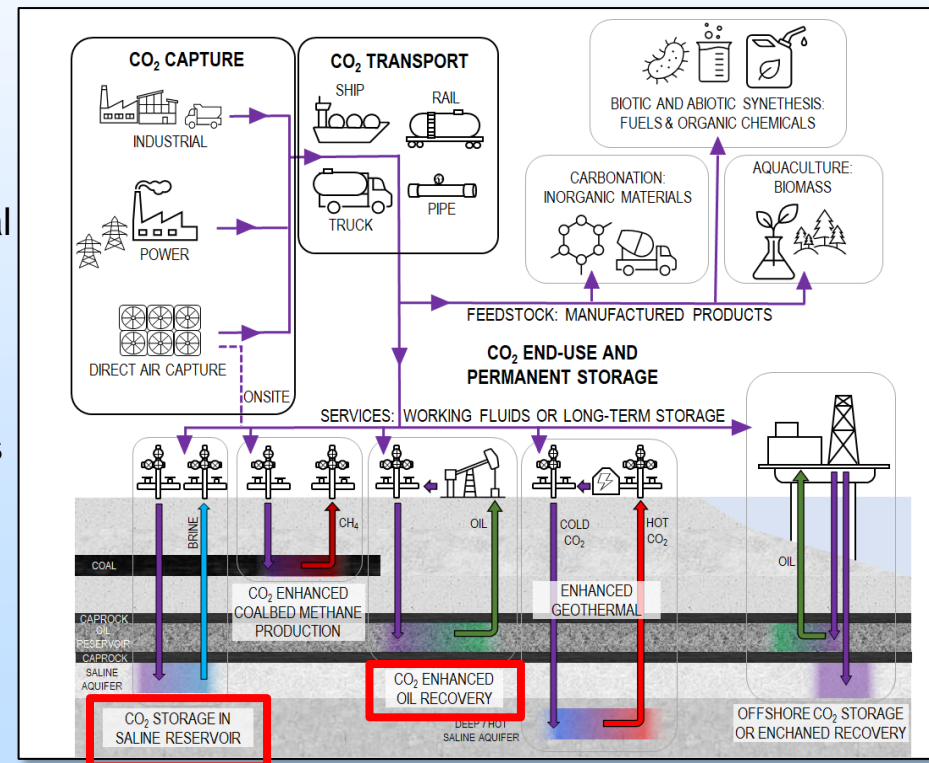 al
s
CO₂ CAPTURE
INDUSTRIAL
POWER
DIRECT AIR CAPTURE
ONSITE
CO₂ TRANSPORT
SHIP
RAIL
TRUCK
PIPE
BIOTIC AND ABIOTIC SYNETHESIS:
FUELS & ORGANIC CHEMICALS
CARBONATION:
INORGANIC MATERIALS
AQUACULTURE:
BIOMASS
FEEDSTOCK: MANUFACTURED PRODUCTS
CO₂ END-USE AND
PERMANENT STORAGE
SERVICES: WORKING FLUIDS OR LONG-TERM STORAGE
BRINE
CH₄
OIL
COLD
CO₂
HOT
CO₂
OIL
COAL
CO₂ ENHANCED
COALBED METHANE
PRODUCTION
ENHANCED
GEOTHERMAL
CAPROCK
OIL
RESERVOIR
CAPROCK
SALINE
AQUIFER
CO₂ STORAGE IN
SALINE RESERVOIR
CO₂ ENHANCED
OIL RECOVERY
DEEP / HOT
SALINE AQUIFER
OFFSHORE CO₂ STORAGE
OR ENCHANED RECOVERY